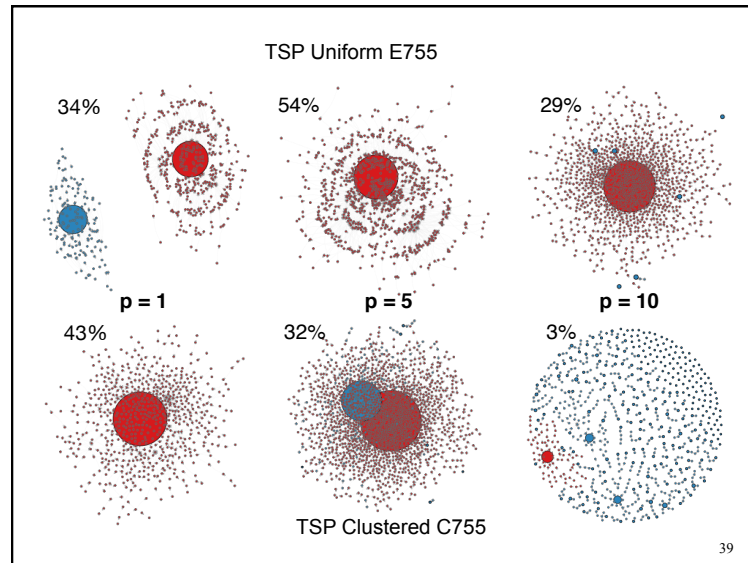 TSP Uniform E755
34%
54%
29%
p = 1
p = 5
p = 10
43%
32%
3%
TSP Clustered C755
39